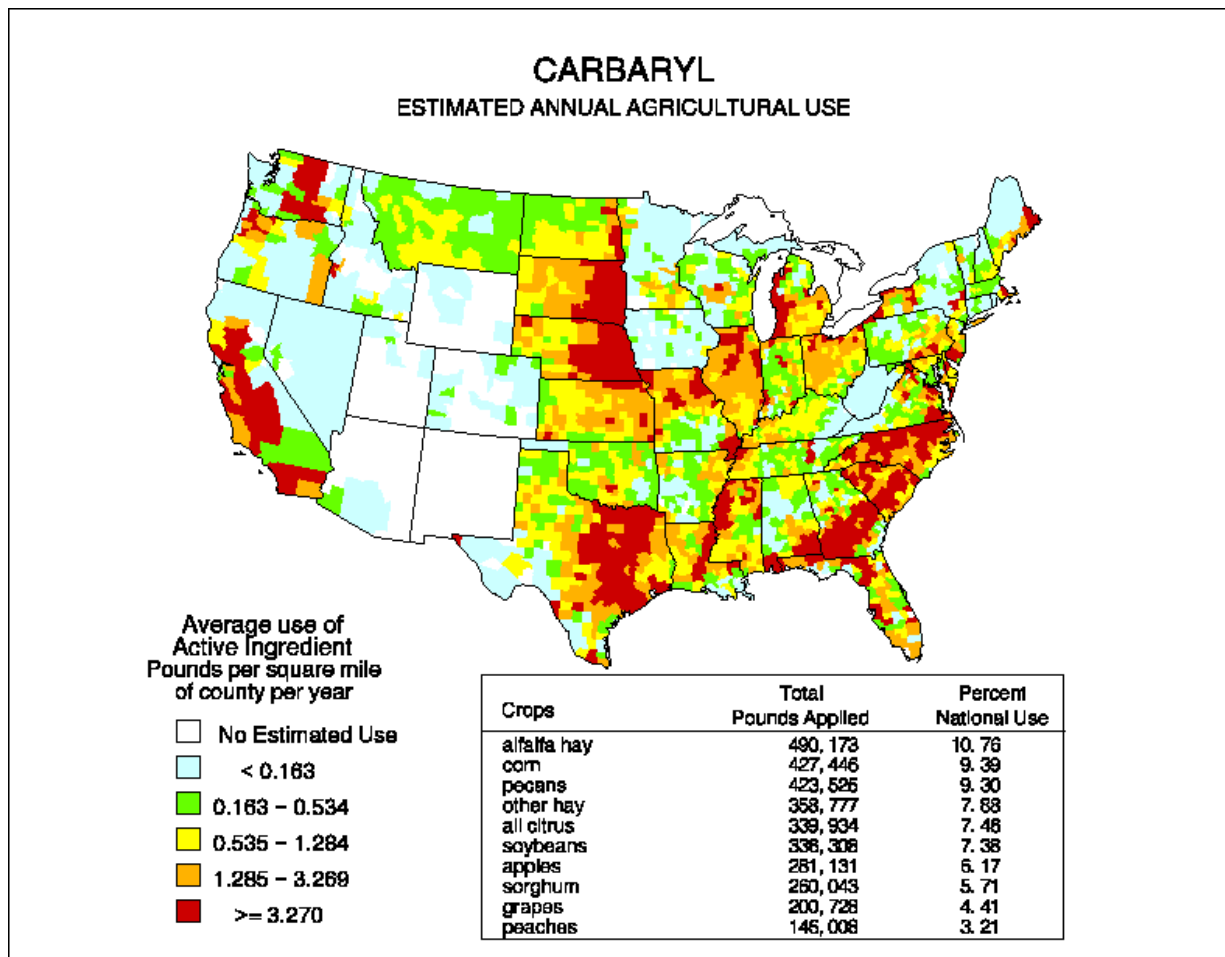 CARBARYL
ESTIMATED ANNUAL AGRICULTURAL USE
Average use of
Active Ingredient
Pounds per square mile
of county per year
No Estimated Use
< 0.163
0.163 - 0.534
0.535 - 1.284
1.285 - 3.269
>= 3.270
Crops Total Pounds Applied Percent National Use
alfalfa hay 490,173 10.76
corn 427,446 9.39
pecans 423,526 9.30
other hay 358,777 7.88
all citrus 339,934 7.46
soybeans 336,308 7.38
apples 281,131 6.17
sorghum 260,043 5.71
grapes 200,728 4.41
peaches 146,008 3.21